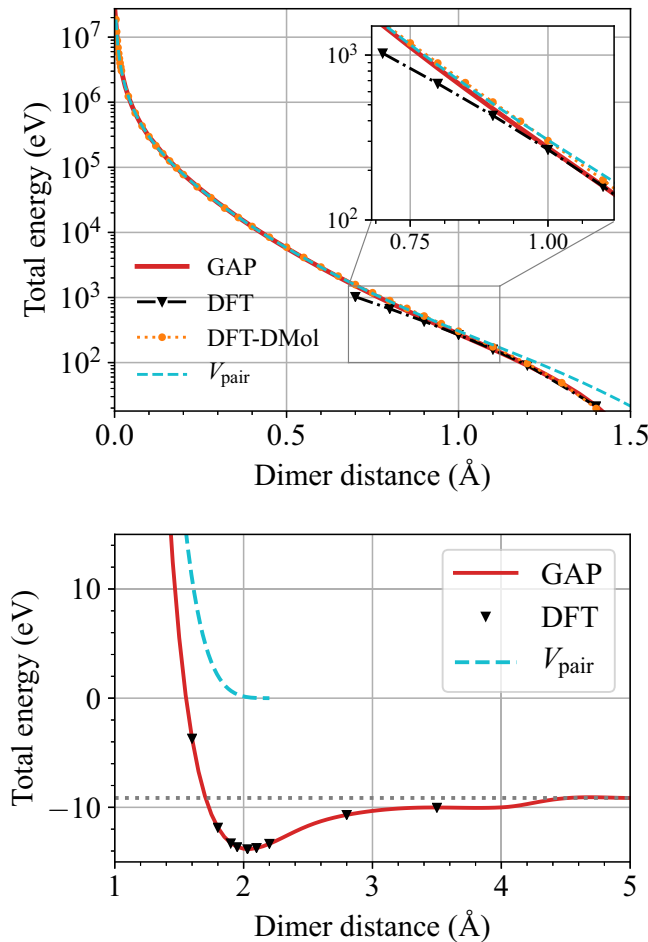 Total energy (eV)
10^7
10^6
10^5
10^4
10^3
10^2
10^3
10^2
0.75
1.00
GAP
DFT
DFT-DMol
V_pair
0.0
0.5
1.0
1.5
Dimer distance (Å)
Total energy (eV)
10
0
−10
GAP
DFT
V_pair
1
2
3
4
5
Dimer distance (Å)